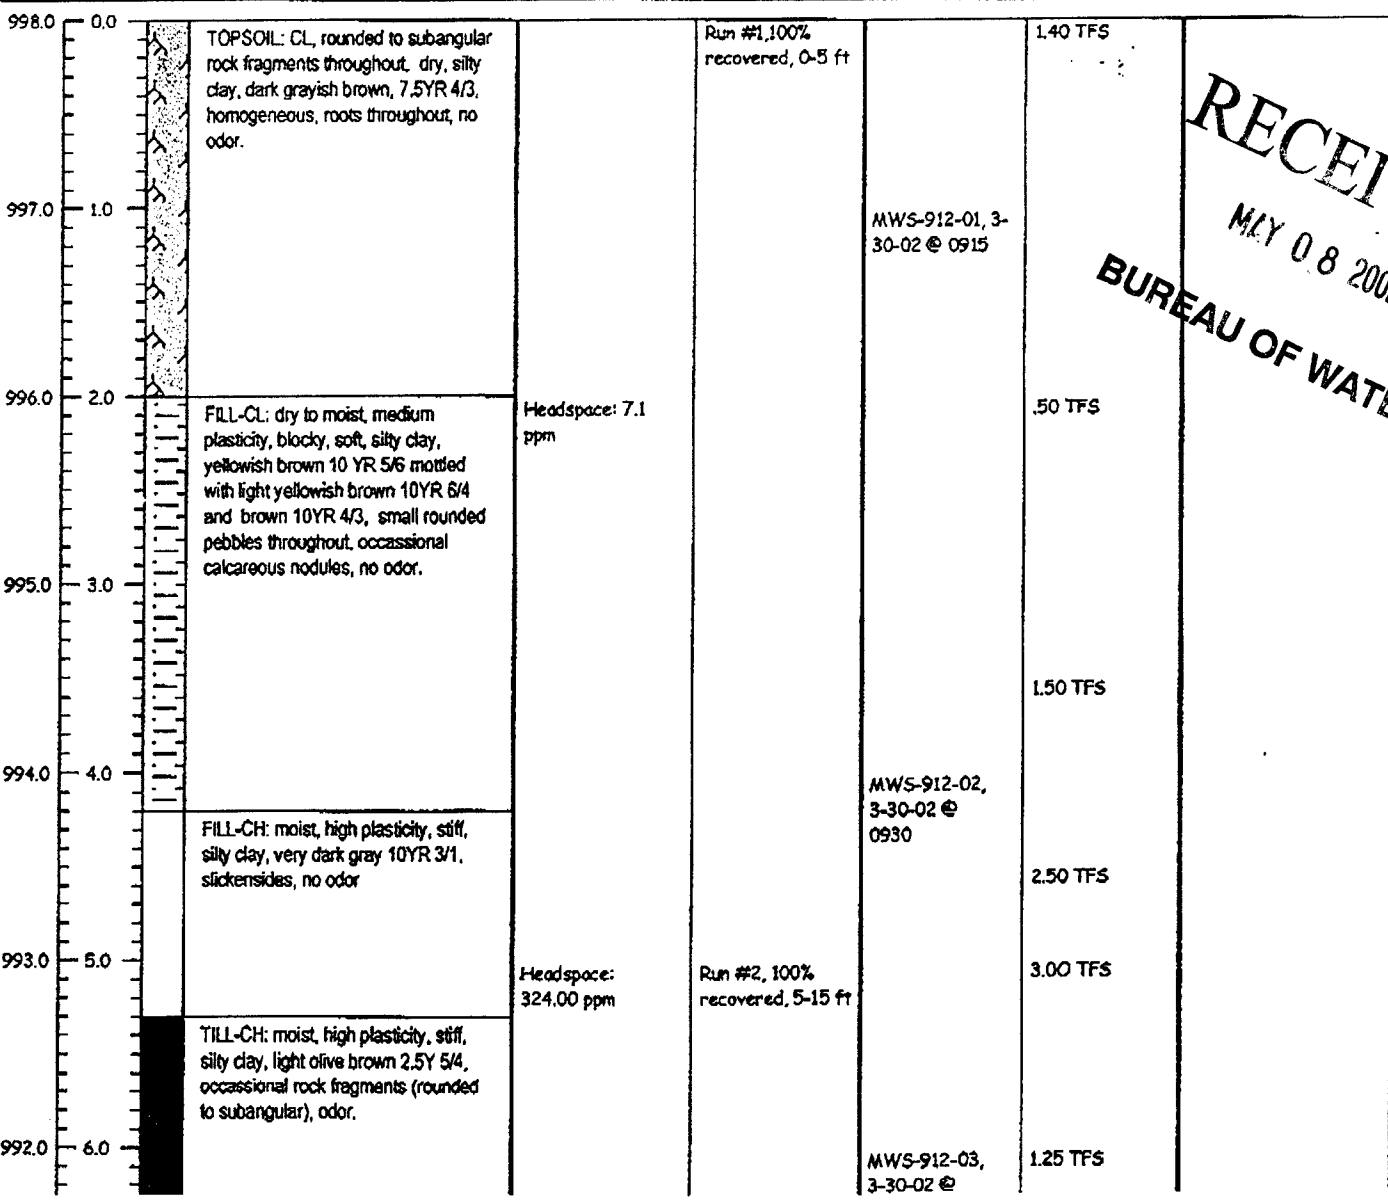 998.0 0.0
TOPSOIL: CL, rounded to subangular
rock fragments throughout, dry, silty
clay, dark grayish brown, 7.5YR 4/3,
homogeneous, roots throughout, no
odor.
Run #1,100%
recovered, 0-5 ft
1.40 TFS
RECEI
MAY 08 200
BUREAU OF WATE
997.0 1.0
MWS-912-01, 3-
30-02 @ 0915
996.0 2.0
FILL-CL: dry to moist, medium
plasticity, blocky, soft, silty clay,
yellowish brown 10 YR 5/6 mottled
with light yellowish brown 10YR 6/4
and brown 10YR 4/3, small rounded
pebbles throughout, occassional
calcareous nodules, no odor.
Headspace: 7.1
ppm
.50 TFS
995.0 3.0
1.50 TFS
994.0 4.0
MWS-912-02,
3-30-02 @
0930
FILL-CH: moist, high plasticity, stiff,
silty clay, very dark gray 10YR 3/1,
slickensides, no odor
2.50 TFS
993.0 5.0
Headspace:
324.00 ppm
Run #2, 100%
recovered, 5-15 ft
3.00 TFS
TILL-CH: moist, high plasticity, stiff,
silty clay, light olive brown 2.5Y 5/4,
occassional rock fragments (rounded
to subangular), odor.
992.0 6.0
MWS-912-03,
3-30-02 @
1.25 TFS